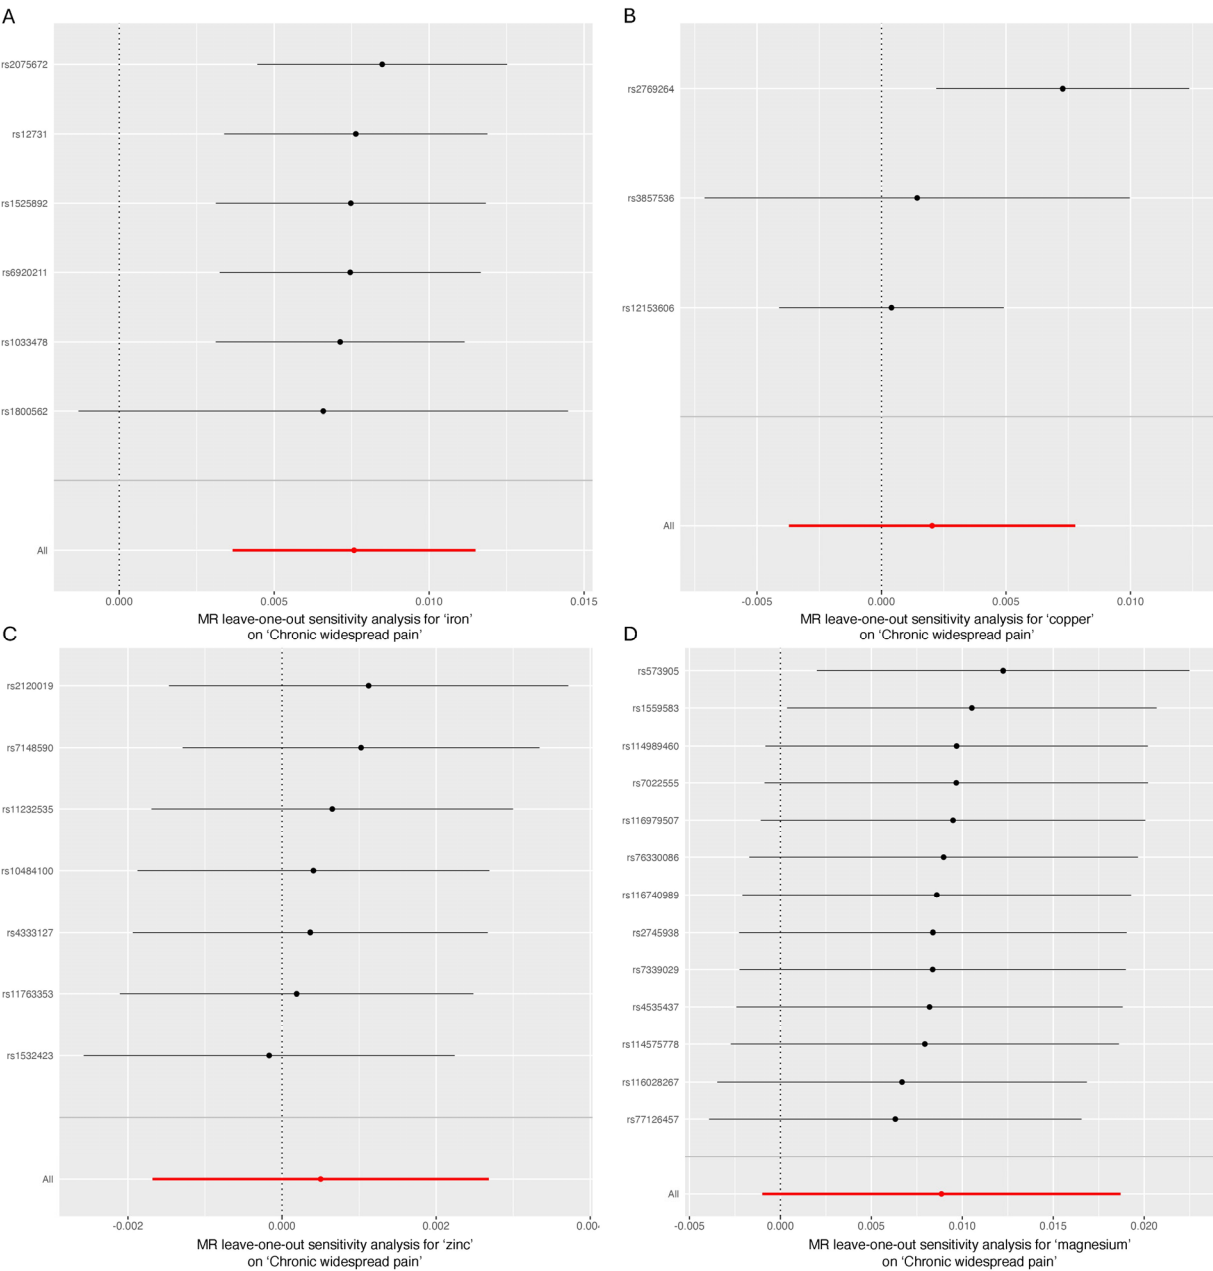 A
rs2075672
rs12731
rs1525892
rs6920211
rs1033478
rs1800562
All
0.000 0.005 0.010 0.015
MR leave-one-out sensitivity analysis for ‘iron’
on ‘Chronic widespread pain’
B
rs2769264
rs3857536
rs12153606
All
-0.005 0.000 0.005 0.010
MR leave-one-out sensitivity analysis for ‘copper’
on ‘Chronic widespread pain’
C
rs2120019
rs7148590
rs11232535
rs10484100
rs4333127
rs11763353
rs1532423
All
-0.002 0.000 0.002 0.00
MR leave-one-out sensitivity analysis for ‘zinc’
on ‘Chronic widespread pain’
D
rs573905
rs1559583
rs114989460
rs7022555
rs116979507
rs76330086
rs116740989
rs2745938
rs7339029
rs4535437
rs114575778
rs116028267
rs77126457
All
-0.005 0.000 0.005 0.010 0.015 0.020
MR leave-one-out sensitivity analysis for ‘magnesium’
on ‘Chronic widespread pain’